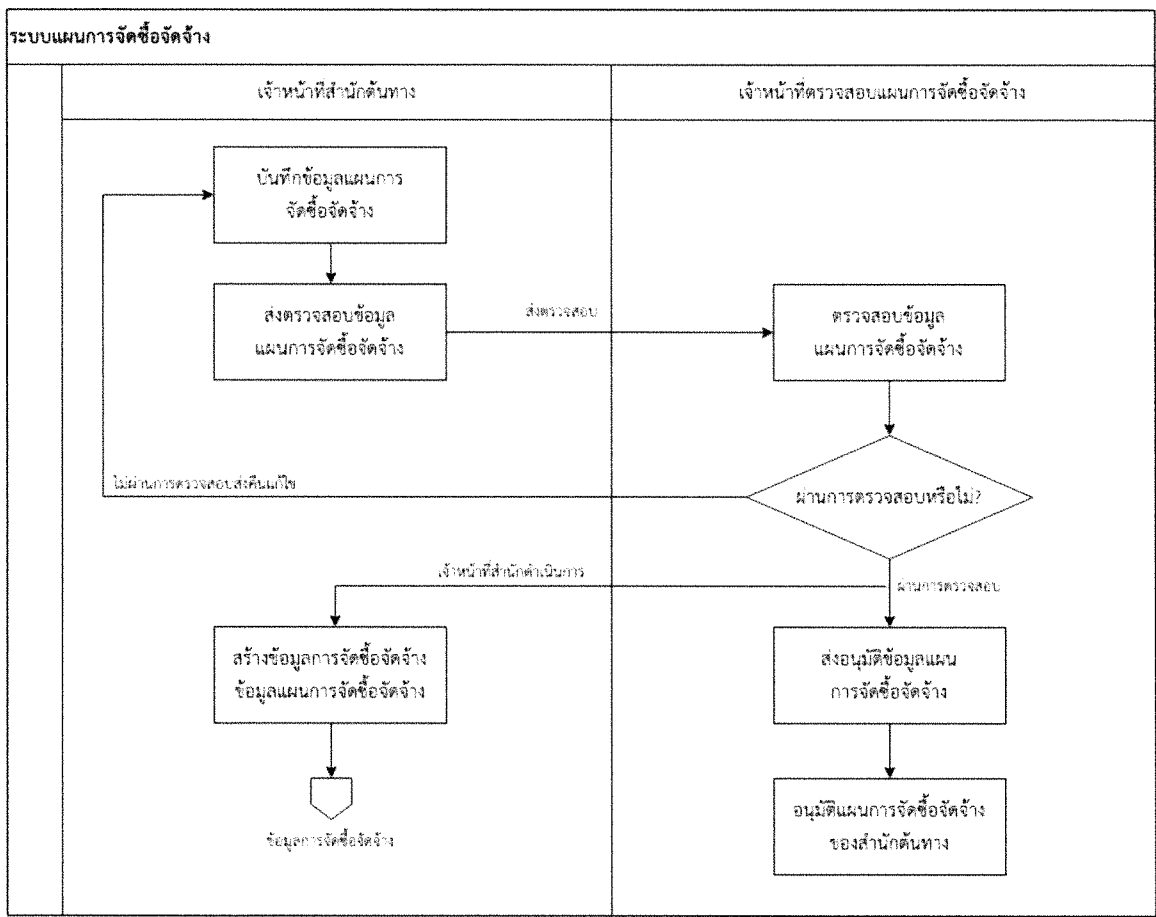 ระบบแผนการจัดซื้อจัดจ้าง
เจ้าหน้าที่สำนักต้นทาง
เจ้าหน้าที่ตรวจสอบแผนการจัดซื้อจัดจ้าง
บันทึกข้อมูลแผนการ
จัดซื้อจัดจ้าง
ส่งตรวจสอบข้อมูล
แผนการจัดซื้อจัดจ้าง
ส่งตรวจสอบ
ตรวจสอบข้อมูล
แผนการจัดซื้อจัดจ้าง
ไม่ผ่านการตรวจสอบส่งคืนแก้ไข
ผ่านการตรวจสอบหรือไม่?
เจ้าหน้าที่สำนักดำเนินการ
ผ่านการตรวจสอบ
สร้างข้อมูลการจัดซื้อจัดจ้าง
ข้อมูลแผนการจัดซื้อจัดจ้าง
ส่งอนุมัติข้อมูลแผน
การจัดซื้อจัดจ้าง
ข้อมูลการจัดซื้อจัดจ้าง
อนุมัติแผนการจัดซื้อจัดจ้าง
ของสำนักต้นทาง